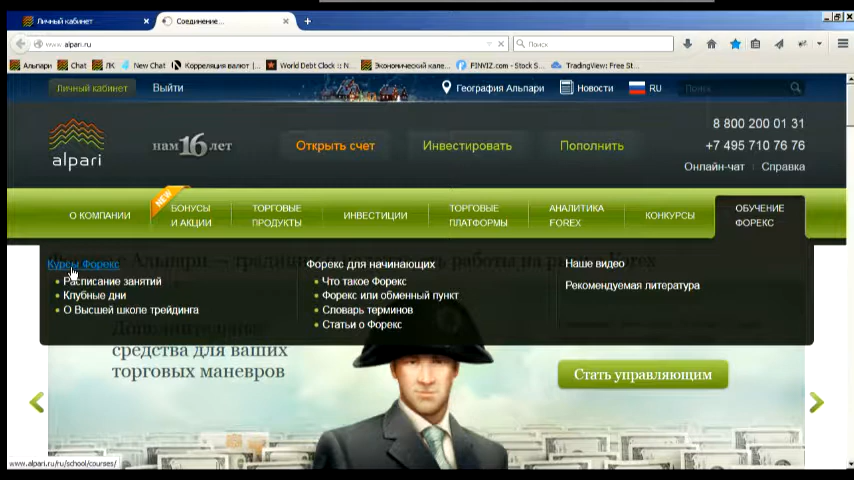 Личный кабинет
Соединение...
www.alpari.ru
Поиск
Альпари
Chat
ЛК
New Chat
Корреляция валют |...
World Debt Clock :: N...
Экономический кале...
FINVIZ.com - Stock S...
TradingView: Free St...
Личный кабинет
Выйти
География Альпари
Новости
RU
Поиск
alpari
нам 16 лет
Открыть счет
Инвестировать
Пополнить
8 800 200 01 31
+7 495 710 76 76
Онлайн-чат
Справка
О КОМПАНИИ
NEW
БОНУСЫ
И АКЦИИ
ТОРГОВЫЕ
ПРОДУКТЫ
ИНВЕСТИЦИИ
ТОРГОВЫЕ
ПЛАТФОРМЫ
АНАЛИТИКА
FOREX
КОНКУРСЫ
ОБУЧЕНИЕ
ФОРЕКС
Курсы Форекс
Расписание занятий
Клубные дни
О Высшей школе трейдинга
Форекс для начинающих
Что такое Форекс
Форекс или обменный пункт
Словарь терминов
Статьи о Форекс
Наше видео
Рекомендуемая литература
средства для ваших
торговых маневров
Стать управляющим
www.alpari.ru/ru/school/courses/